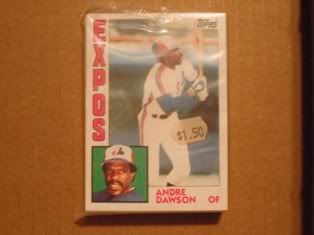 EXPOS
Topps
$1.50
ANDRE
DAWSON OF